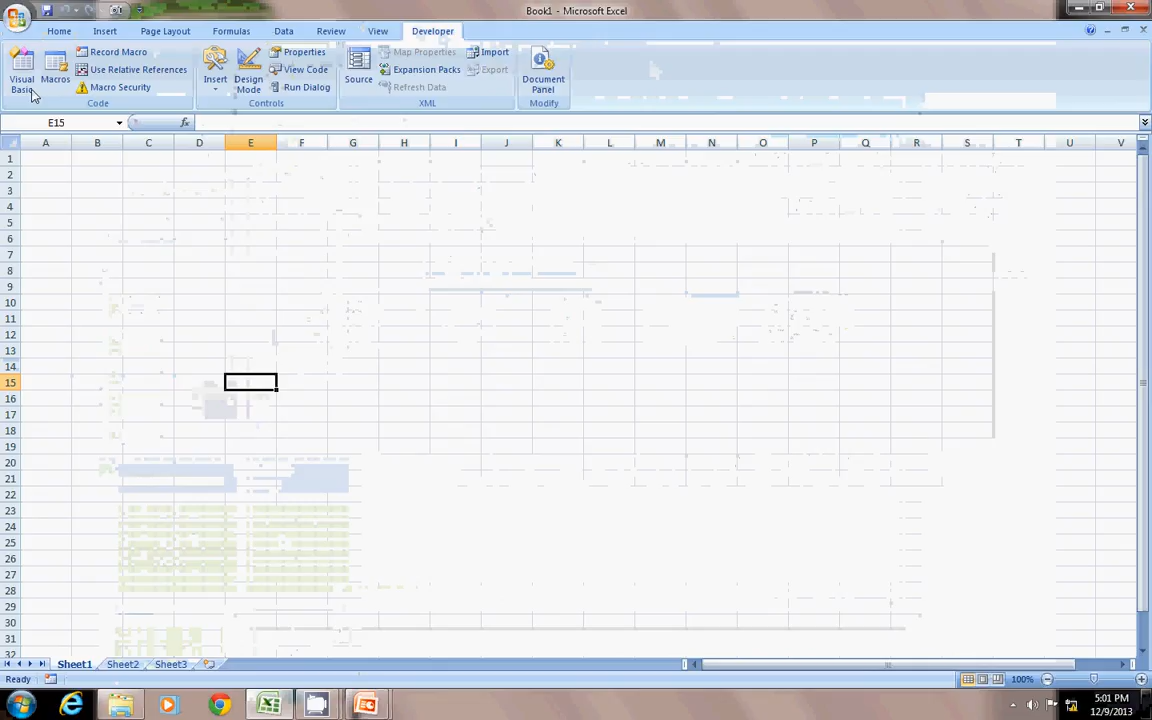 Book1 - Microsoft Excel
Home Insert Page Layout Formulas Data Review View Developer
Visual Basic
Macros
Record Macro
Use Relative References
Macro Security
Code
Insert
Design Mode
Properties
View Code
Run Dialog
Controls
Source
Map Properties
Expansion Packs
Refresh Data
Import
Export
XML
Document Panel
Modify
E15
fx
A B C D E F G H I J K L M N O P Q R S T U V
1
2
3
4
5
6
7
8
9
10
11
12
13
14
15
16
17
18
19
20
21
22
23
24
25
26
27
28
29
30
31
32
Sheet1 Sheet2 Sheet3
Ready
100%
5:01 PM
12/9/2013